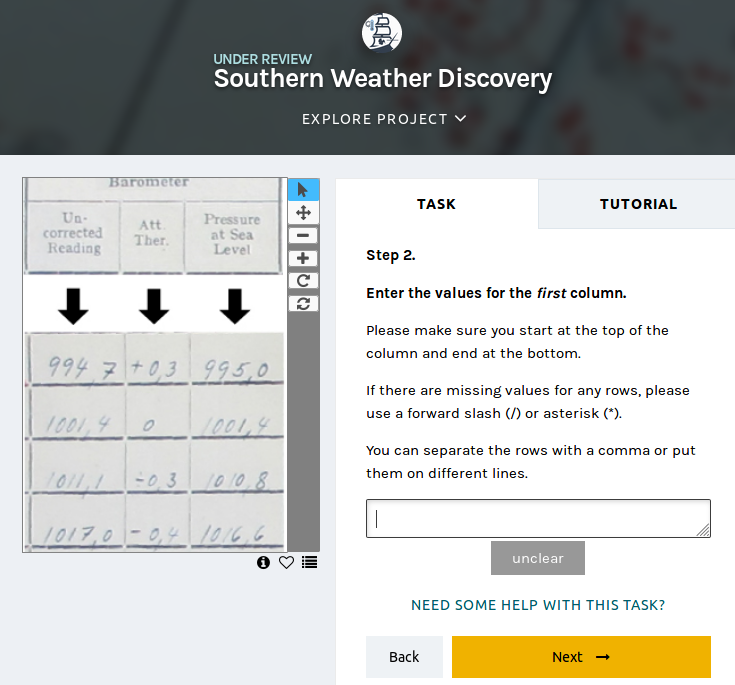 UNDER REVIEW
Southern Weather Discovery
EXPLORE PROJECT
Barometer
Un-
corrected
Reading
Att.
Ther.
Pressure
at Sea
Level
994,7 +0,3 995,0
1001,4 0 1001,4
1011,1 ÷0,3 1010,8
1017,0 -0,4 1016,6
TASK
TUTORIAL
Step 2.
Enter the values for the first column.
Please make sure you start at the top of the
column and end at the bottom.
If there are missing values for any rows, please
use a forward slash (/) or asterisk (*).
You can separate the rows with a comma or put
them on different lines.
unclear
NEED SOME HELP WITH THIS TASK?
Back
Next →